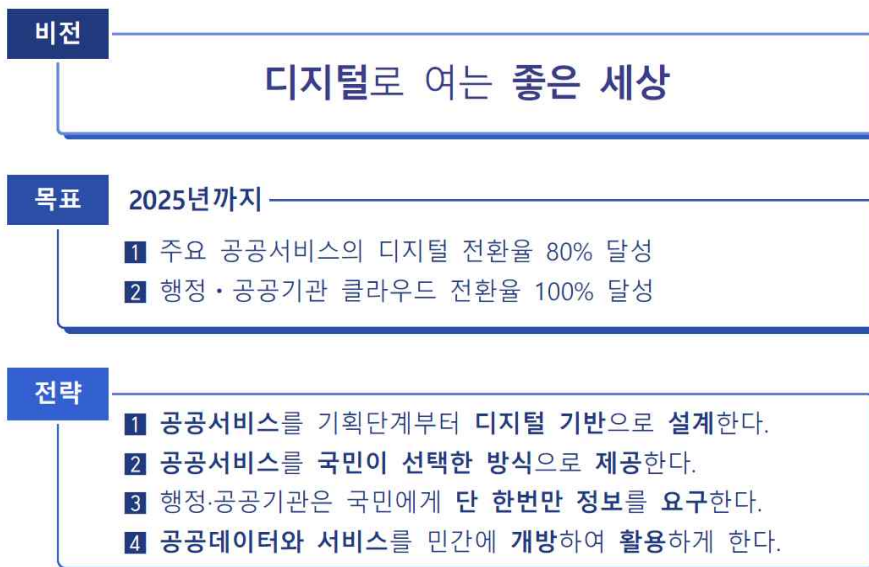 비전
디지털로 여는 좋은 세상
목표
2025년까지
1 주요 공공서비스의 디지털 전환율 80% 달성
2 행정・공공기관 클라우드 전환율 100% 달성
전략
1 공공서비스를 기획단계부터 디지털 기반으로 설계한다.
2 공공서비스를 국민이 선택한 방식으로 제공한다.
3 행정·공공기관은 국민에게 단 한번만 정보를 요구한다.
4 공공데이터와 서비스를 민간에 개방하여 활용하게 한다.